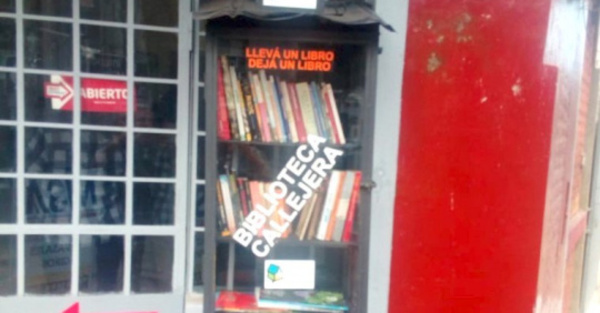 LLEVÁ UN LIBRO
DEJÁ UN LIBRO
ABIERTO
BIBLIOTECA
CALLEJERA